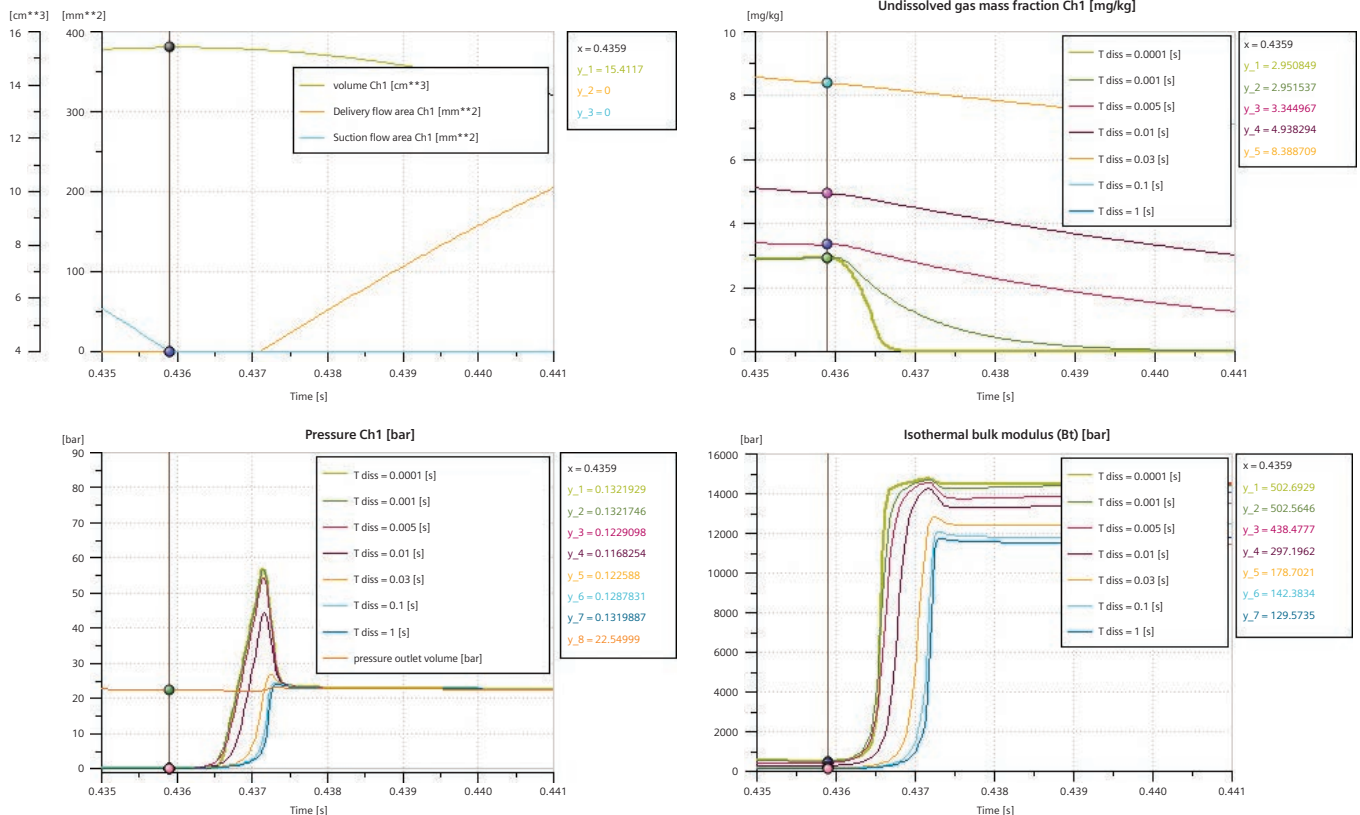 [cm**3] [mm**2]
16 400
14 300
12
10 200
8
100
6
4 0
0.435 0.436 0.437 0.438 0.439 0.440 0.441
Time [s]
volume Ch1 [cm**3]
Delivery flow area Ch1 [mm**2]
Suction flow area Ch1 [mm**2]
x = 0.4359
y_1 = 15.4117
y_2 = 0
y_3 = 0
Undissolved gas mass fraction Ch1 [mg/kg]
[mg/kg]
10
8
6
4
2
0
0.435 0.436 0.437 0.438 0.439 0.440 0.441
Time [s]
T diss = 0.0001 [s]
T diss = 0.001 [s]
T diss = 0.005 [s]
T diss = 0.01 [s]
T diss = 0.03 [s]
T diss = 0.1 [s]
T diss = 1 [s]
x = 0.4359
y_1 = 2.950849
y_2 = 2.951537
y_3 = 3.344967
y_4 = 4.938294
y_5 = 8.388709
Pressure Ch1 [bar]
[bar]
90
80
70
60
50
40
30
20
10
0
0.435 0.436 0.437 0.438 0.439 0.440 0.441
Time [s]
T diss = 0.0001 [s]
T diss = 0.001 [s]
T diss = 0.005 [s]
T diss = 0.01 [s]
T diss = 0.03 [s]
T diss = 0.1 [s]
T diss = 1 [s]
pressure outlet volume [bar]
x = 0.4359
y_1 = 0.1321929
y_2 = 0.1321746
y_3 = 0.1229098
y_4 = 0.1168254
y_5 = 0.122588
y_6 = 0.1287831
y_7 = 0.1319887
y_8 = 22.54999
Isothermal bulk modulus (Bt) [bar]
[bar]
16000
14000
12000
10000
8000
6000
4000
2000
0
0.435 0.436 0.437 0.438 0.439 0.440 0.441
Time [s]
T diss = 0.0001 [s]
T diss = 0.001 [s]
T diss = 0.005 [s]
T diss = 0.01 [s]
T diss = 0.03 [s]
T diss = 0.1 [s]
T diss = 1 [s]
x = 0.4359
y_1 = 502.6929
y_2 = 502.5646
y_3 = 438.4777
y_4 = 297.1962
y_5 = 178.7021
y_6 = 142.3834
y_7 = 129.5735